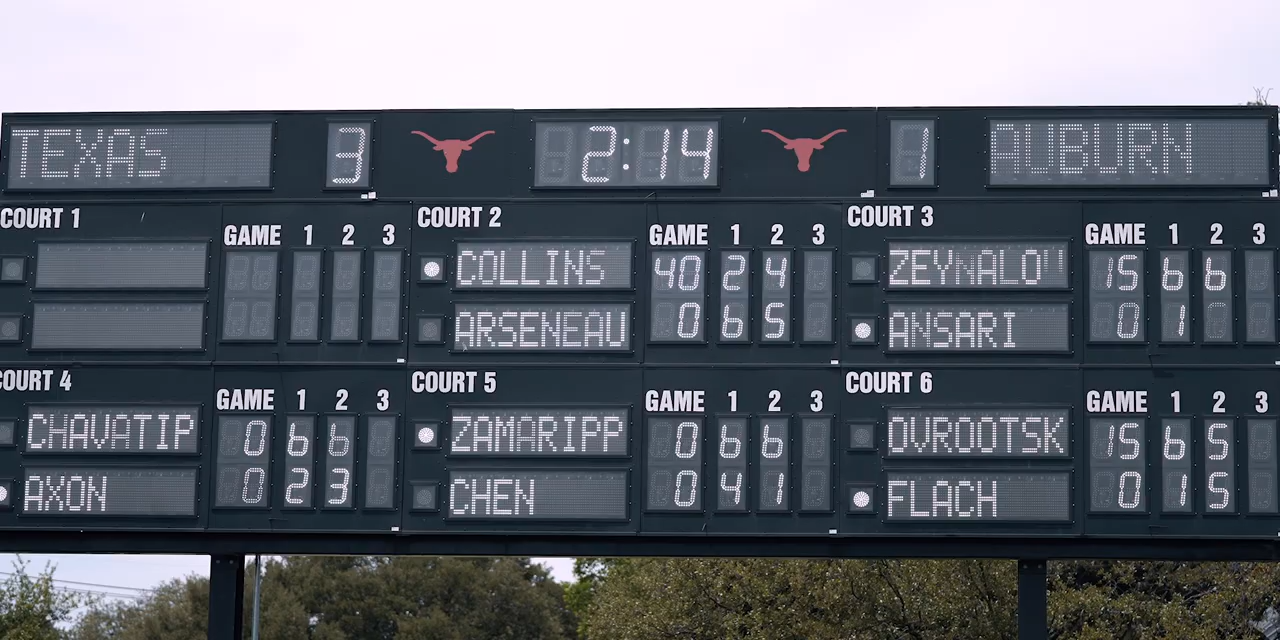 TEXAS 3 2:14 1 AUBURN
COURT 1 GAME 1 2 3
COURT 2 GAME 1 2 3
COLLINS 40 2 4
ARSENEAU 0 6 5
COURT 3 GAME 1 2 3
ZEYNALO 15 6 6
ANSARI 0 1
COURT 4 GAME 1 2 3
CHAVATIP 0 6 6
AXON 0 2 3
COURT 5 GAME 1 2 3
ZAMARIPP 0 6 6
CHEN 0 4 1
COURT 6 GAME 1 2 3
OVROOTSK 15 6 5
FLACH 0 1 5